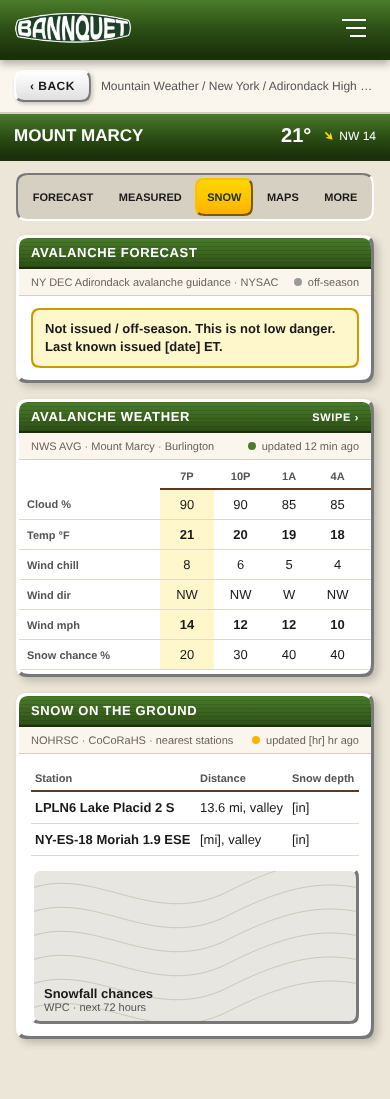 BANNQUET
‹ BACK
Mountain Weather / New York / Adirondack High ...
MOUNT MARCY
21° NW 14
FORECAST MEASURED SNOW MAPS MORE
AVALANCHE FORECAST
NY DEC Adirondack avalanche guidance · NYSAC off-season
Not issued / off-season. This is not low danger.
Last known issued [date] ET.
AVALANCHE WEATHER SWIPE ›
NWS AVG · Mount Marcy · Burlington updated 12 min ago
7P 10P 1A 4A
Cloud % 90 90 85 85
Temp °F 21 20 19 18
Wind chill 8 6 5 4
Wind dir NW NW W NW
Wind mph 14 12 12 10
Snow chance % 20 30 40 40
SNOW ON THE GROUND
NOHRSC · CoCoRaHS · nearest stations updated [hr] hr ago
Station Distance Snow depth
LPLN6 Lake Placid 2 S 13.6 mi, valley [in]
NY-ES-18 Moriah 1.9 ESE [mi], valley [in]
Snowfall chances
WPC · next 72 hours